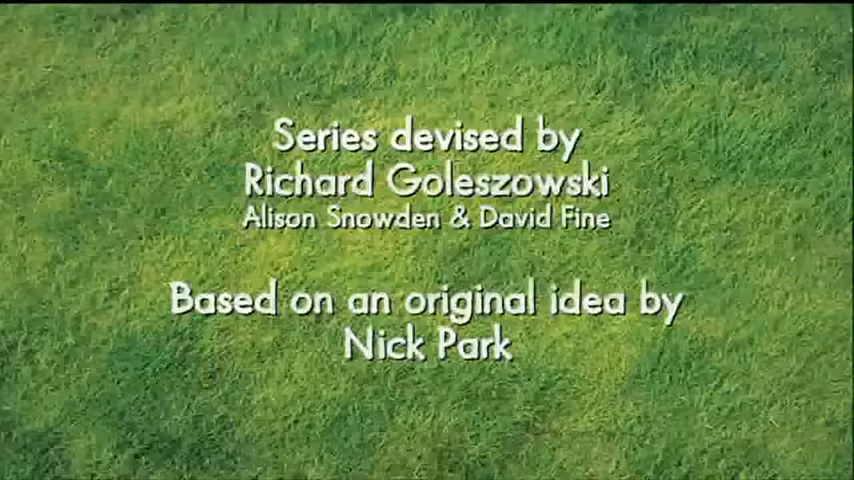 Series devised by
Richard Goleszowski
Alison Snowden & David Fine
Based on an original idea by
Nick Park